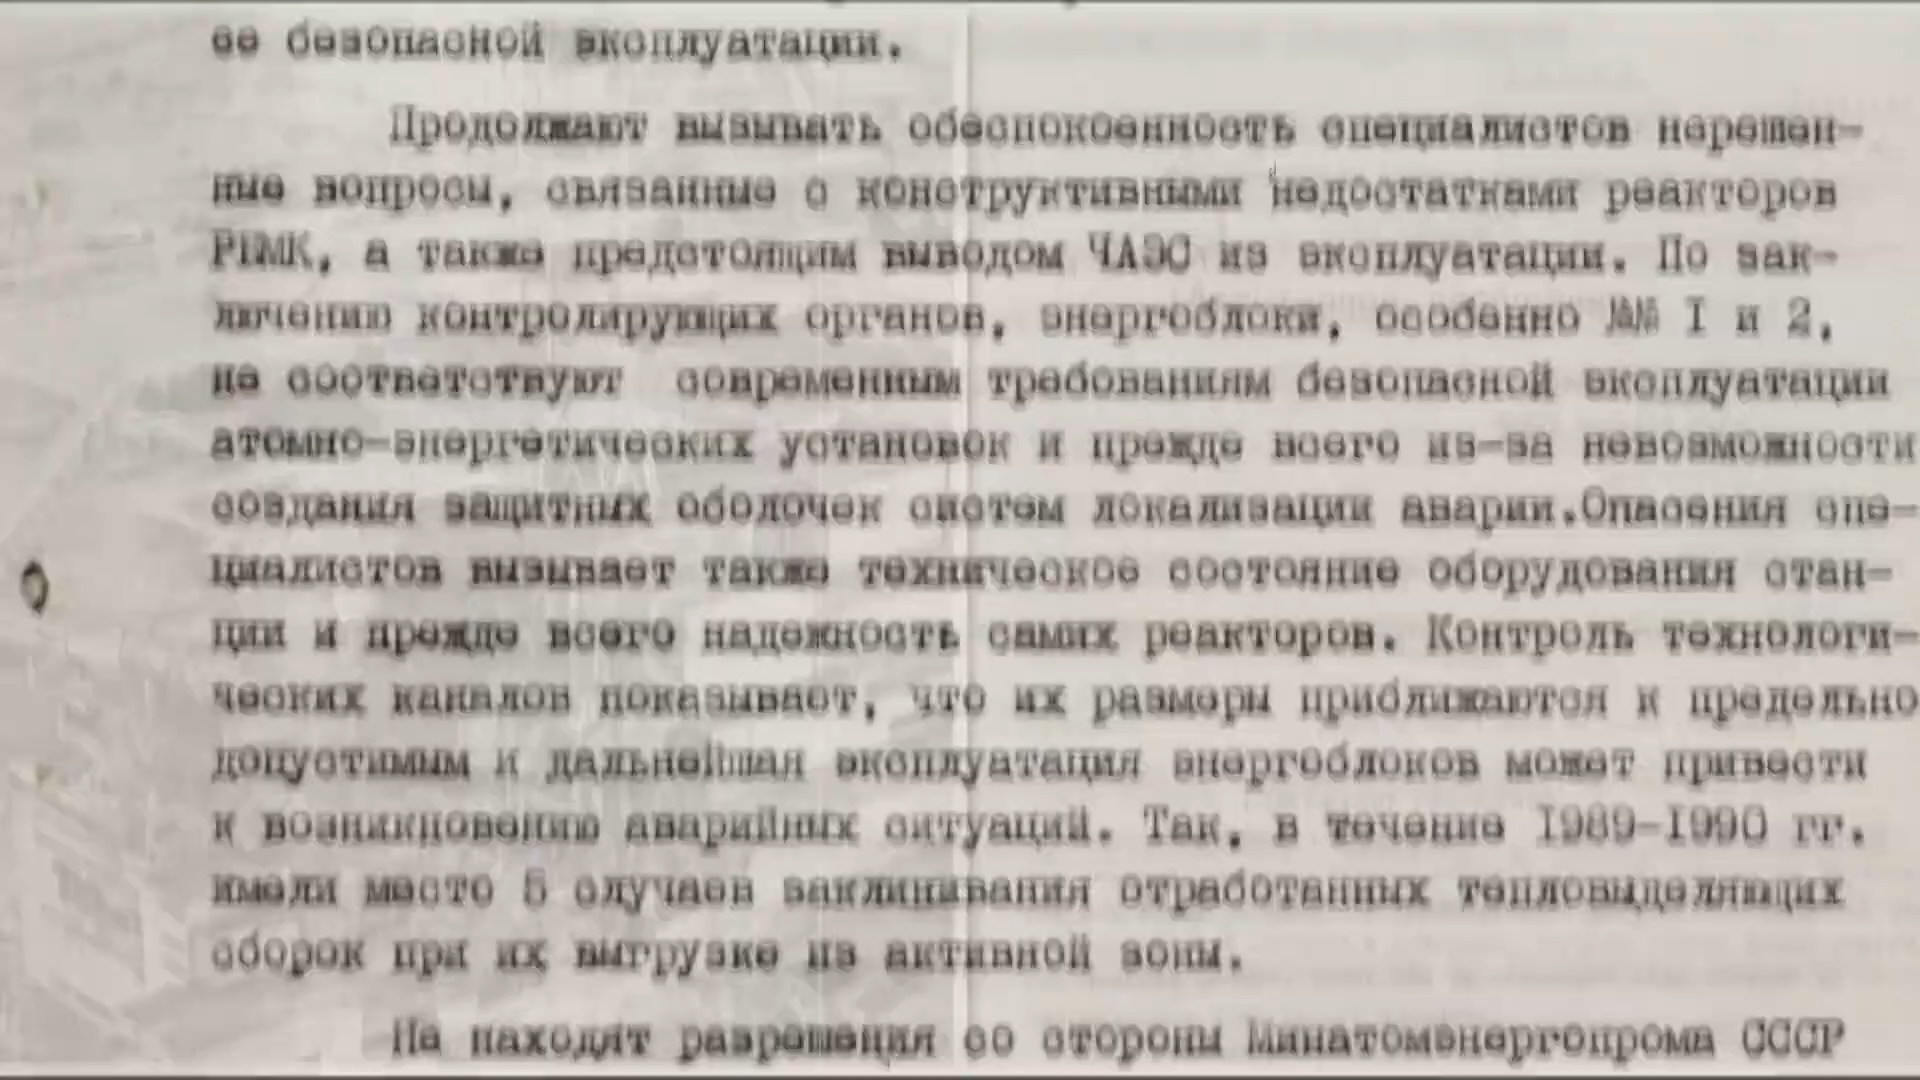 ее безопасной эксплуатации.
Продолжают вызывать обеспокоенность специалистов нерешен-
ные вопросы, связанные с конструктивными недостатками реакторов
РБМК, а также предстоящим выводом ЧАЭС из эксплуатации. По зак-
лючению контролирующих органов, энергоблоки, особенно №№ I и 2,
не соответствуют современным требованиям безопасной эксплуатации
атомно-энергетических установок и прежде всего из-за невозможности
создания защитных оболочек систем локализации аварии.Опасения спе-
циалистов вызывает также техническое состояние оборудования стан-
ции и прежде всего надежность самих реакторов. Контроль технологи-
ческих каналов показывает, что их размеры приближаются к предельно
допустимым и дальнейшая эксплуатация энергоблоков может привести
к возникновению аварийных ситуаций. Так, в течение 1989-1990 гг.
имели место 5 случаев заклинивания отработанных тепловыделяющих
сборок при их выгрузке из активной зоны.
Не находят разрешения со стороны Минатомэнергопрома СССР